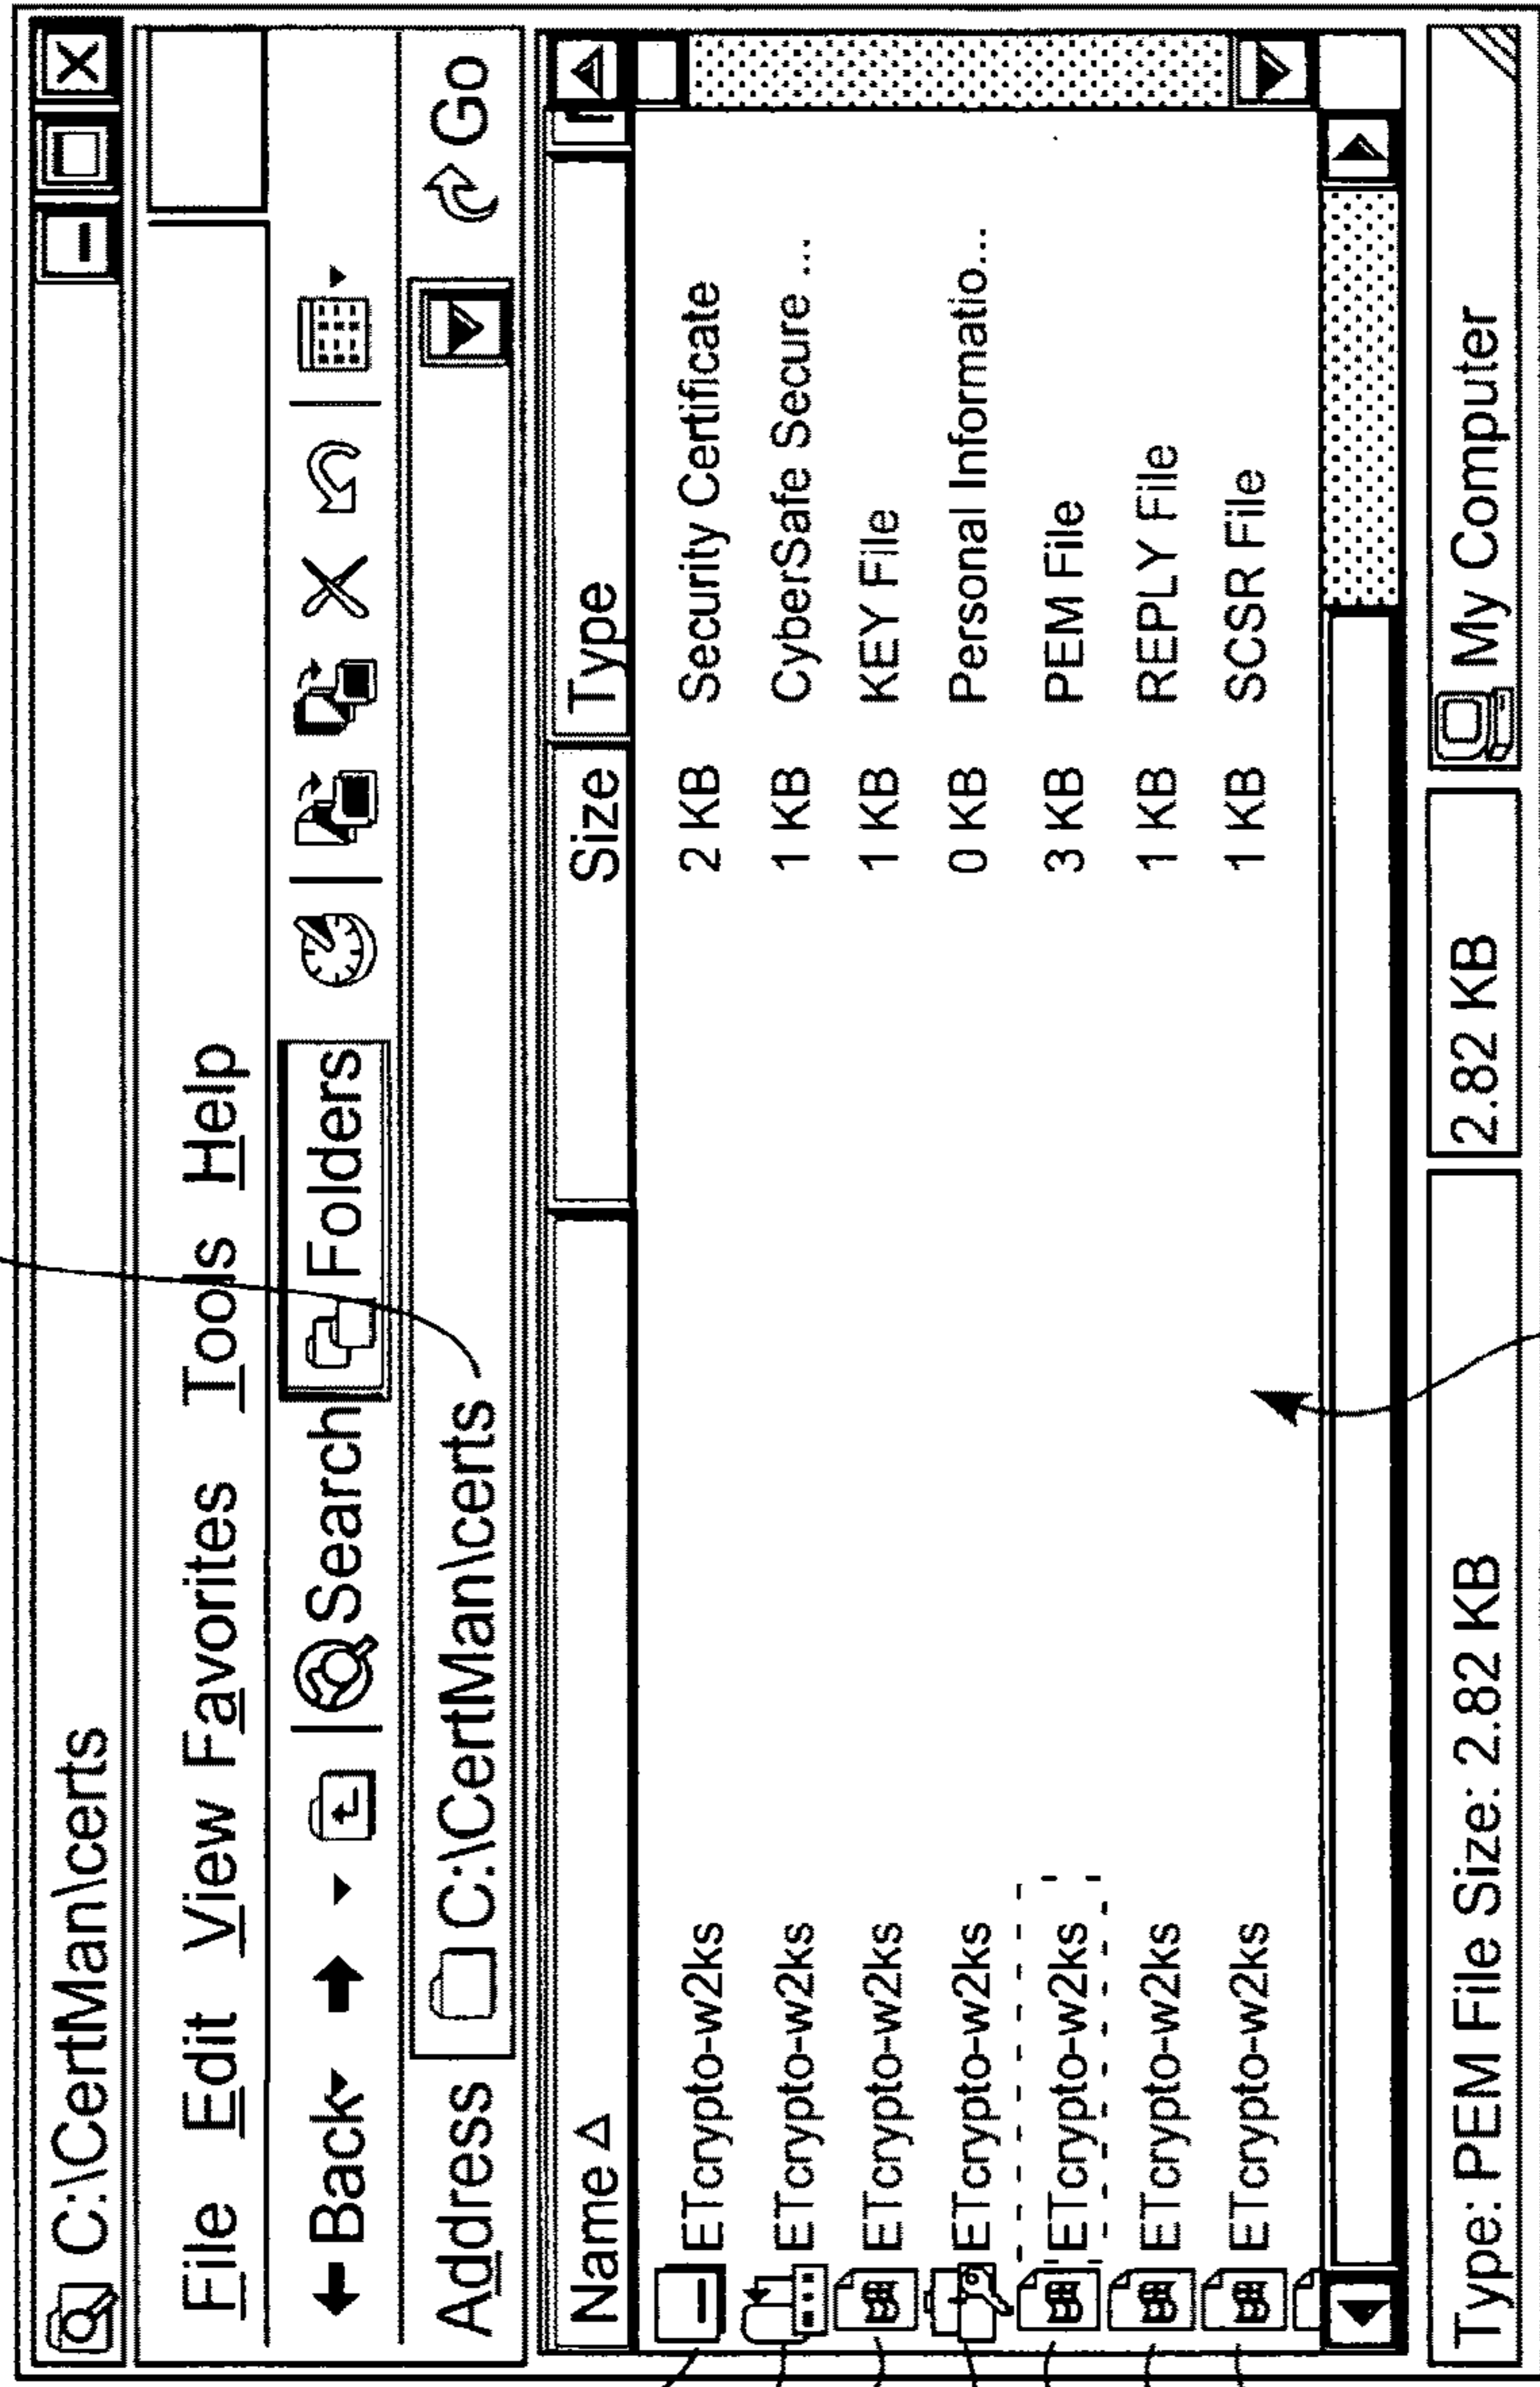 C:\CertMan\certs
File Edit View Favorites Tools Help
Back Search Folders
Address C:\CertMan\certs Go
Name Size Type
ETcrypto-w2ks 2 KB Security Certificate
ETcrypto-w2ks 1 KB CyberSafe Secure ...
ETcrypto-w2ks 1 KB KEY File
ETcrypto-w2ks 0 KB Personal Informatio...
ETcrypto-w2ks 3 KB PEM File
ETcrypto-w2ks 1 KB REPLY File
ETcrypto-w2ks 1 KB SCSR File
Type: PEM File Size: 2.82 KB 2.82 KB My Computer